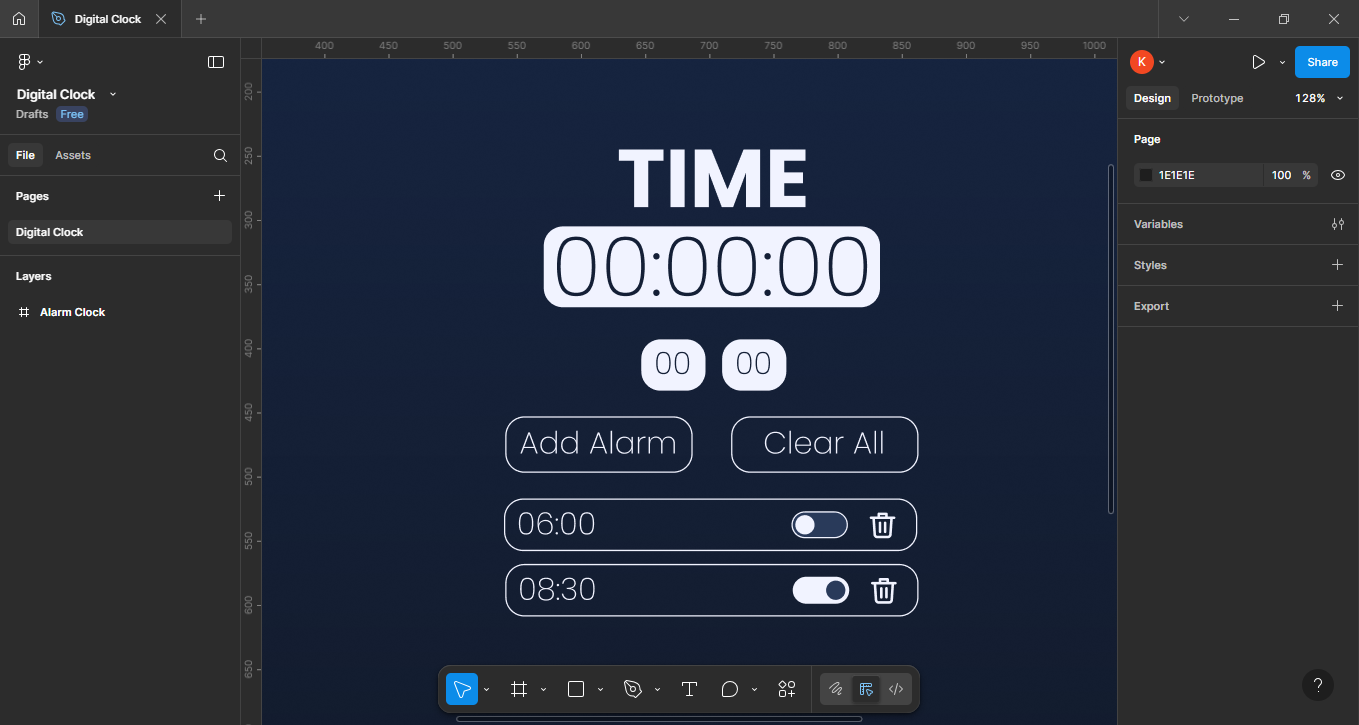 Digital Clock
Digital Clock
Drafts Free
File Assets
Pages
Digital Clock
Layers
Alarm Clock
400 450 500 550 600 650 700 750 800 850 900 950 1000
200
250
300
350
400
450
500
550
600
650
TIME
00:00:00
00 00
Add Alarm Clear All
06:00
08:30
K
Share
Design Prototype 128%
Page
1E1E1E 100 %
Variables
Styles
Export
?